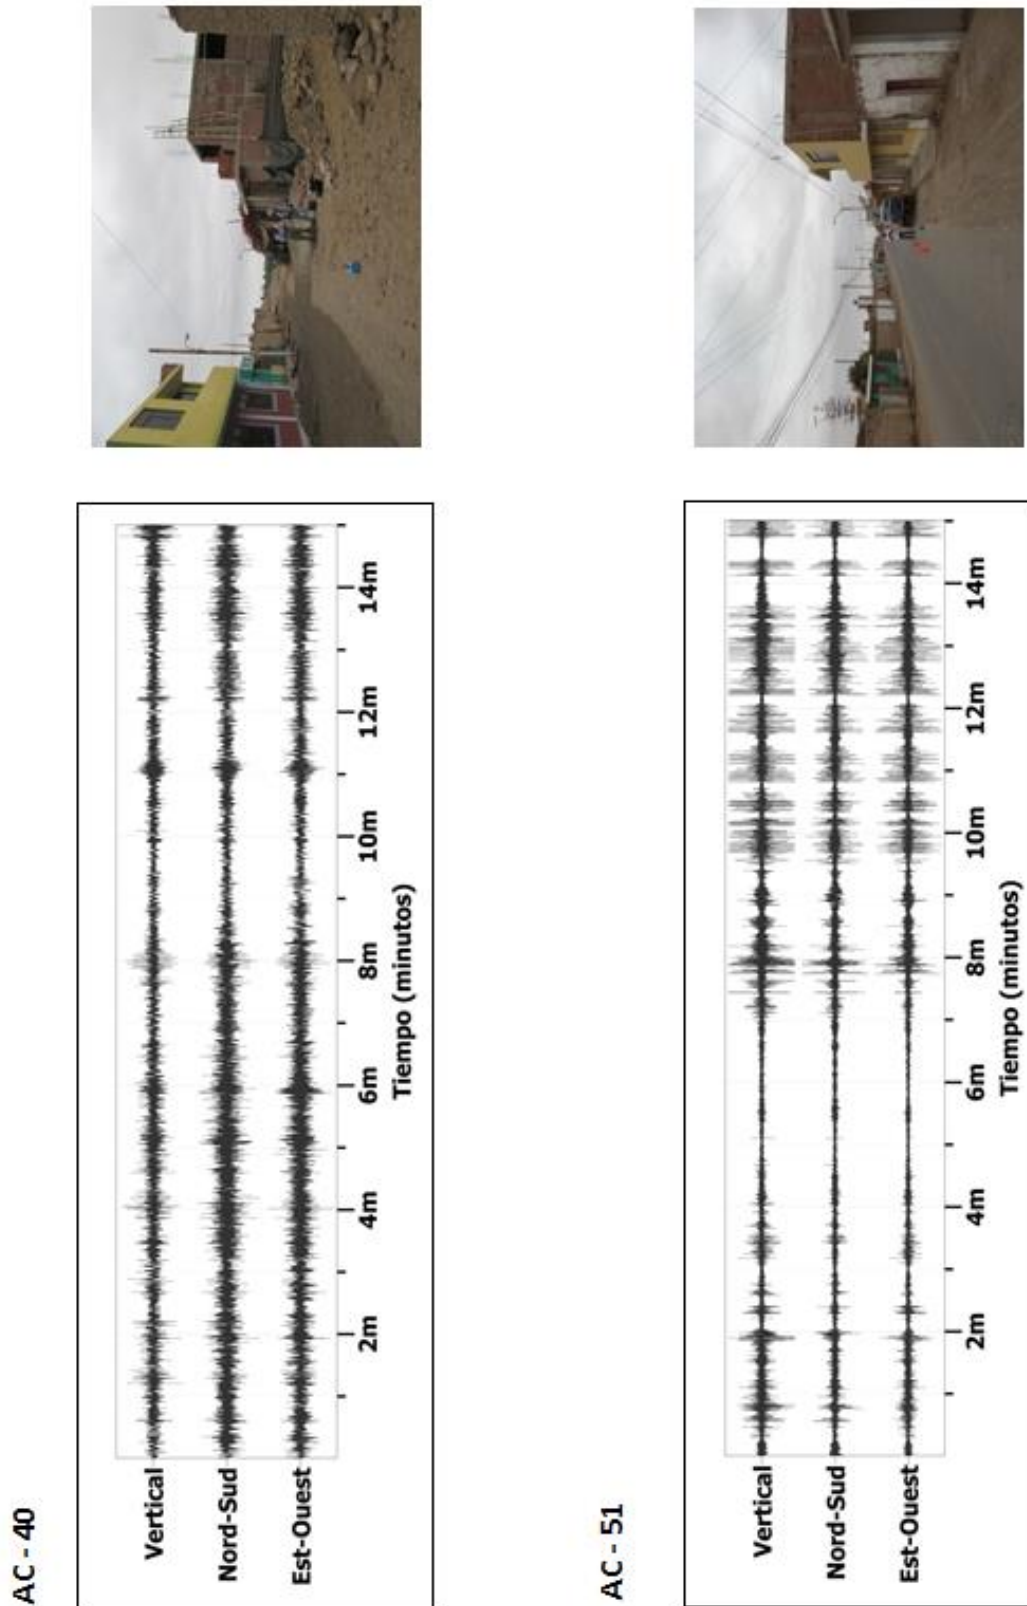 AC - 40
Vertical
Nord-Sud
Est-Ouest
2m 4m 6m 8m 10m 12m 14m
Tiempo (minutos)
AC - 51
Vertical
Nord-Sud
Est-Ouest
2m 4m 6m 8m 10m 12m 14m
Tiempo (minutos)